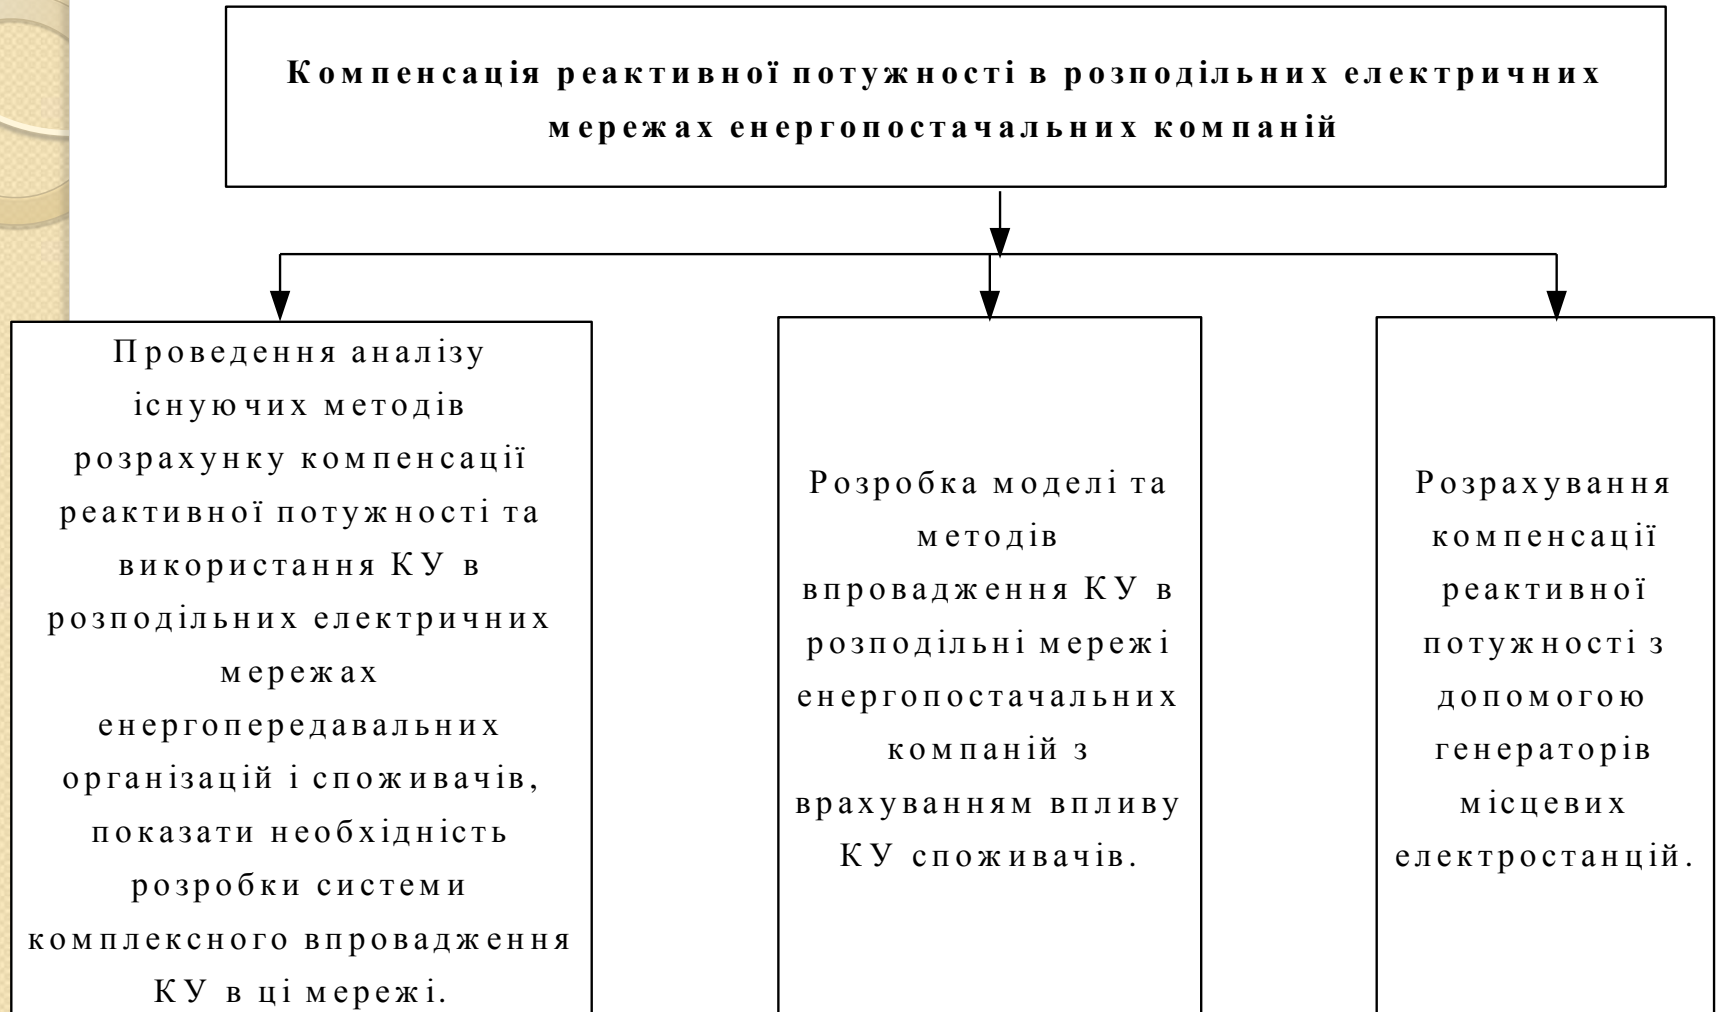 Компенсація реактивної потужності в розподільних електричних
мережах енергопостачальних компаній
Проведення аналізу
існуючих методів
розрахунку компенсації
реактивної потужності та
використання КУ в
розподільних електричних
мережах
енергопередавальних
організацій і споживачів,
показати необхідність
розробки системи
комплексного впровадження
КУ в ці мережі.
Розробка моделі та
методів
впровадження КУ в
розподільні мережі
енергопостачальних
компаній з
врахуванням впливу
КУ споживачів.
Розрахування
компенсації
реактивної
потужності з
допомогою
генераторів
місцевих
електростанцій.